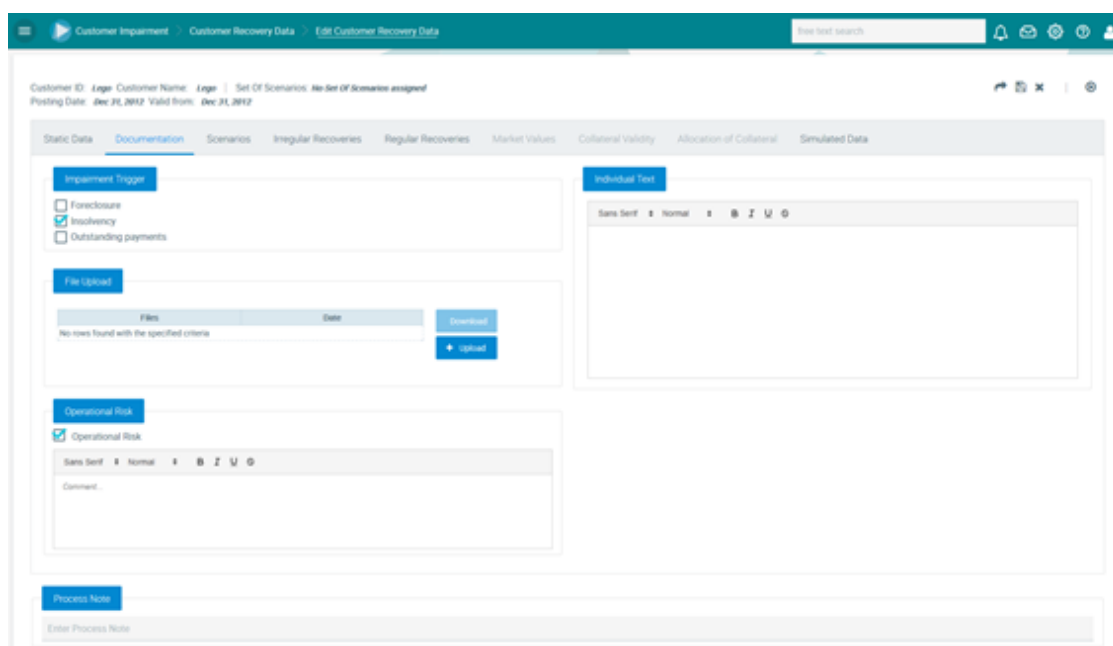 Customer Impairment > Customer Recovery Data > Edit Customer Recovery Data
free text search
Customer ID: Lego Customer Name: Lego | Set Of Scenarios: No Set Of Scenarios assigned
Posting Date: Dec 31, 2012 Valid from: Dec 31, 2012
Static Data Documentation Scenarios Irregular Recoveries Regular Recoveries Market Values Collateral Validity Allocation of Collateral Simulated Data
Impairment Trigger
Foreclosure
Insolvency
Outstanding payments
Individual Text
Sans Serif Normal B I U S
File Upload
Files Date
No rows found with the specified criteria
Download
+ Upload
Operational Risk
Operational Risk
Sans Serif Normal B I U S
Comment...
Process Note
Enter Process Note